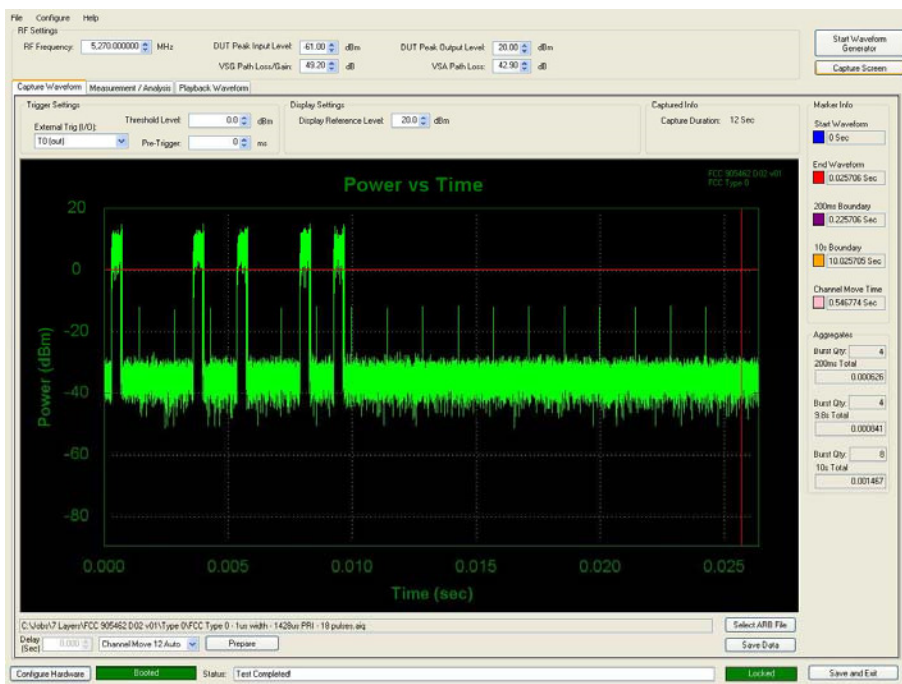 File Configure Help
RF Settings
RF Frequency: 5,270.000000 MHz DUT Peak Input Level: -61.00 dBm DUT Peak Output Level: 20.00 dBm
VSG Path Loss/Gain: 49.20 dB VSA Path Loss: 42.90 dB
Start Waveform Generator
Capture Screen
Capture Waveform Measurement / Analysis Playback Waveform
Trigger Settings
External Trig (I/O):
T0 (out)
Threshold Level: 0.0 dBm
Pre-Trigger: 0 ms
Display Settings
Display Reference Level: 20.0 dBm
Captured Info
Capture Duration: 12 Sec
Marker Info
Start Waveform
0 Sec
End Waveform
0.025706 Sec
200ms Boundary
0.225706 Sec
10s Boundary
10.025705 Sec
Channel Move Time
0.546774 Sec
Aggregates
Burst Qty: 4
200ms Total
0.000626
Burst Qty: 4
9.8s Total
0.000841
Burst Qty: 8
10s Total
0.001467
Power vs Time
FCC 905462 D02 v01
FCC Type 0
Power (dBm)
20
0
-20
-40
-60
-80
0.000 0.005 0.010 0.015 0.020 0.025
Time (sec)
C:\Jobs\7 Layers\FCC 905462 D02 v01\Type 0\FCC Type 0 - 1us width - 1428us PRI - 18 pulses.aiq
Select ARB File
Delay (Sec) 0.000 Channel Move 12 Auto Prepare
Save Data
Configure Hardware Booted Status: Test Completed Locked Save and Exit